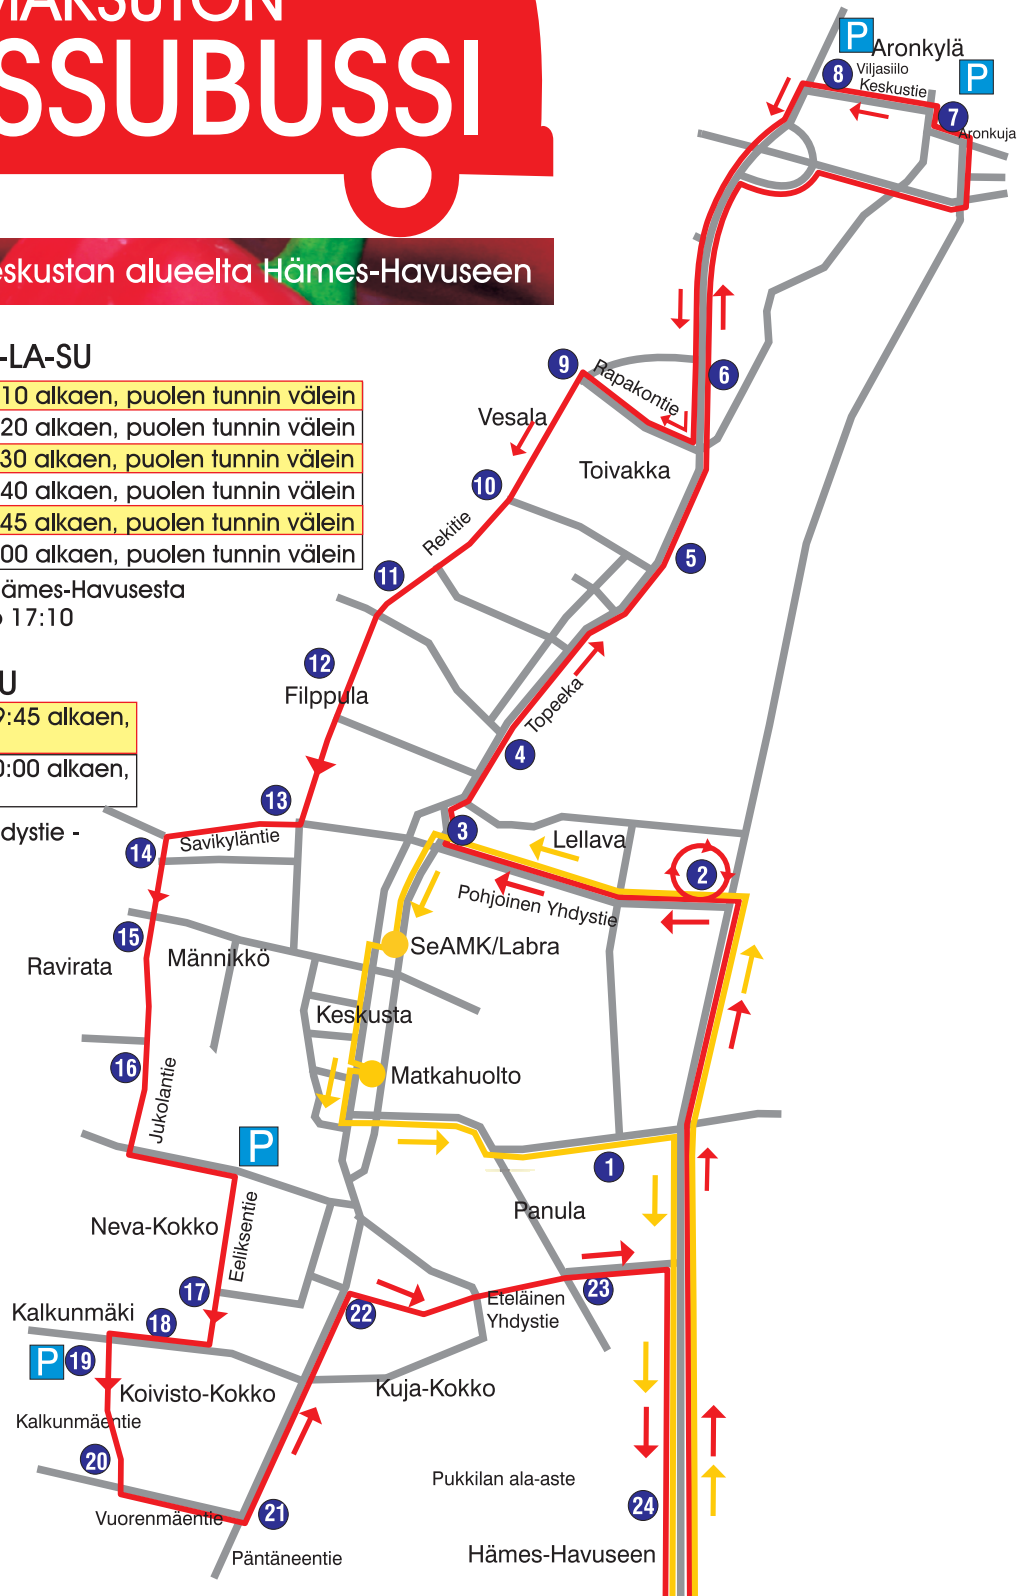 MAKSUTON
SSUBUSSI
eskustan alueelta Hämes-Havuseen
-LA-SU
10 alkaen, puolen tunnin välein
20 alkaen, puolen tunnin välein
30 alkaen, puolen tunnin välein
40 alkaen, puolen tunnin välein
45 alkaen, puolen tunnin välein
00 alkaen, puolen tunnin välein
ämes-Havusesta
17:10
U
9:45 alkaen,
0:00 alkaen,
dystie -
P
Aronkylä
8
Viljasiilo
Keskustie
P
7
Aronkuja
6
9
Rapakontie
Vesala
Toivakka
10
Rekitie
5
11
12
Filppula
Topeeka
4
13
3
Lellava
14
Savikyläntie
2
Pohjoinen Yhdystie
15
Ravirata
Männikkö
SeAMK/Labra
Keskusta
16
Jukolantie
Matkahuolto
P
1
Panula
Neva-Kokko
Eeliksentie
17
Kalkunmäki
18
22
Eteläinen
Yhdystie
23
P
19
Koivisto-Kokko
Kuja-Kokko
Kalkunmäentie
20
Pukkilan ala-aste
Vuorenmäentie
21
24
Päntäneentie
Hämes-Havuseen